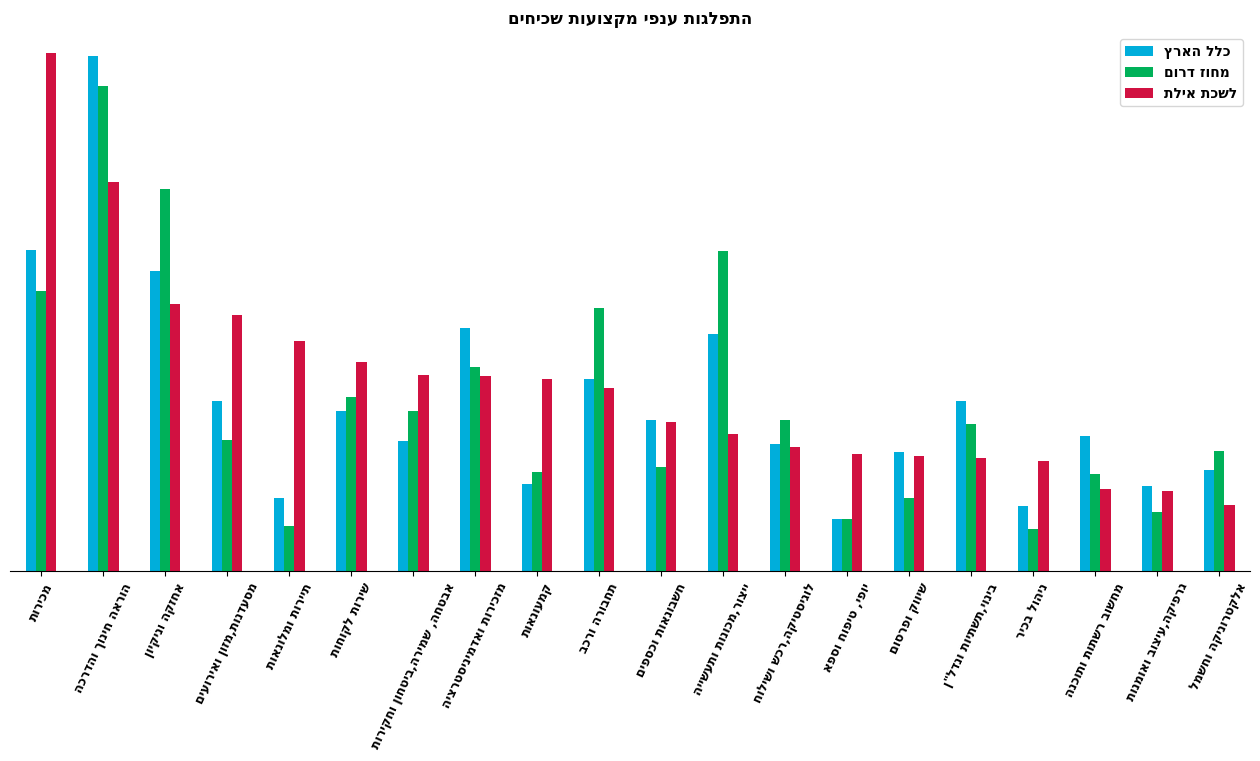 התפלגות ענפי מקצועות שכיחים
כלל הארץ
מחוז דרום
לשכת אילת
מכירות
הוראה חינוך והדרכה
אחזקה וניקיון
מסעדנות,מזון ואירועים
תיירות ומלונאות
שירות לקוחות
אבטחה, שמירה,ביטחון וחקירות
מזכירות ואדמיניסטרציה
קמעונאות
תחבורה ורכב
חשבונאות וכספים
ייצור,מכונות ותעשייה
לוגיסטיקה,רכש ושילוח
יופי, טיפוח וספא
שיווק ופרסום
בינוי,תשתיות ונדל"ן
ניהול בכיר
מחשוב רשתות ותוכנה
גרפיקה,עיצוב ואומנות
אלקטרוניקה וחשמל